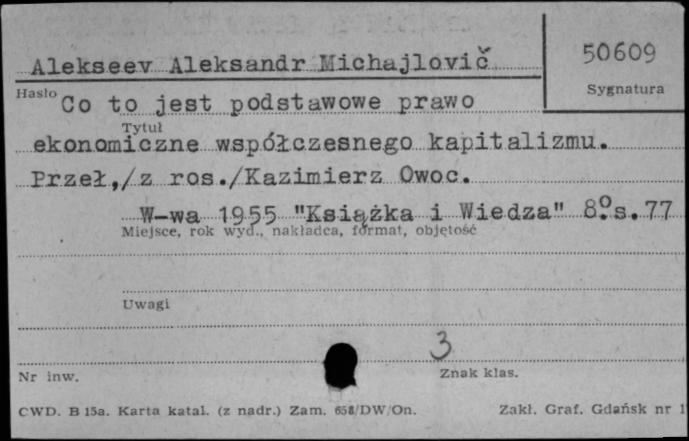 Alekseev Aleksandr Michajlovič
50609
Hasło
Sygnatura
Co to jest podstawowe prawo
Tytuł
ekonomiczne współczesnego kapitalizmu.
Przeł,/z ros./Kazimierz Owoc.
W-wa 1955 "Książka i Wiedza" 8.° s. 77
Miejsce, rok wyd., nakładca, format, objętość
Uwagi
3
Nr inw.
Znak klas.
CWD. B 15a. Karta katal. (z nadr.) Zam. 658/DW/On.
Zakł. Graf. Gdańsk nr 1